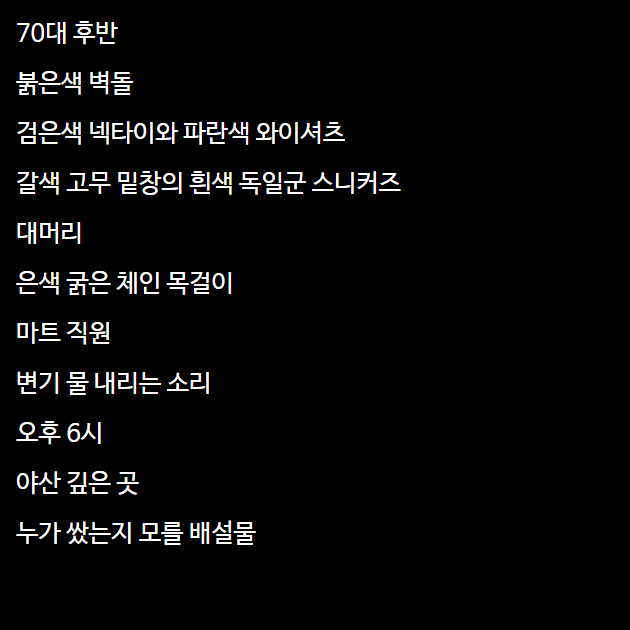 70대 후반
붉은색 벽돌
검은색 넥타이와 파란색 와이셔츠
갈색 고무 밑창의 흰색 독일군 스니커즈
대머리
은색 굵은 체인 목걸이
마트 직원
변기 물 내리는 소리
오후 6시
야산 깊은 곳
누가 쌌는지 모를 배설물